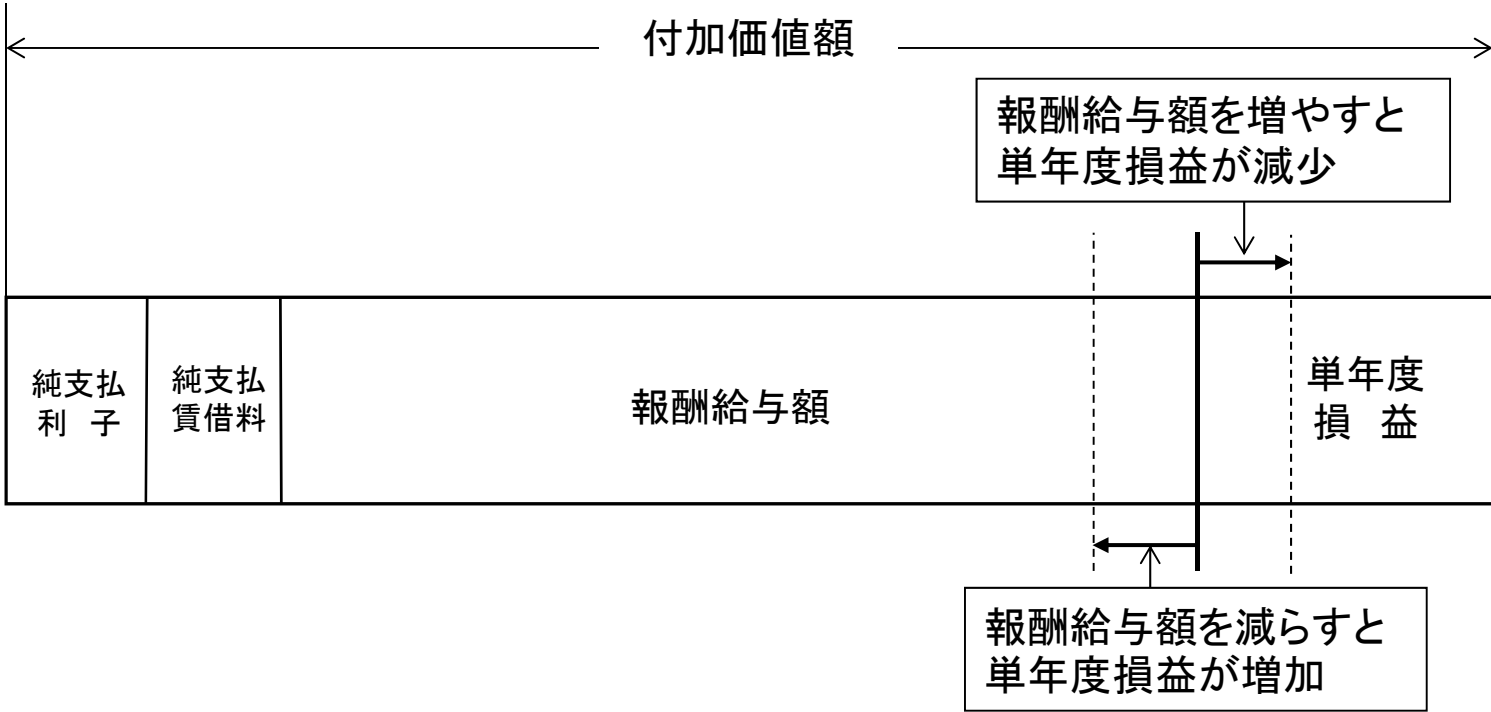 付加価値額
報酬給与額を増やすと
単年度損益が減少
純支払
利 子
純支払
賃借料
報酬給与額
単年度
損 益
報酬給与額を減らすと
単年度損益が増加